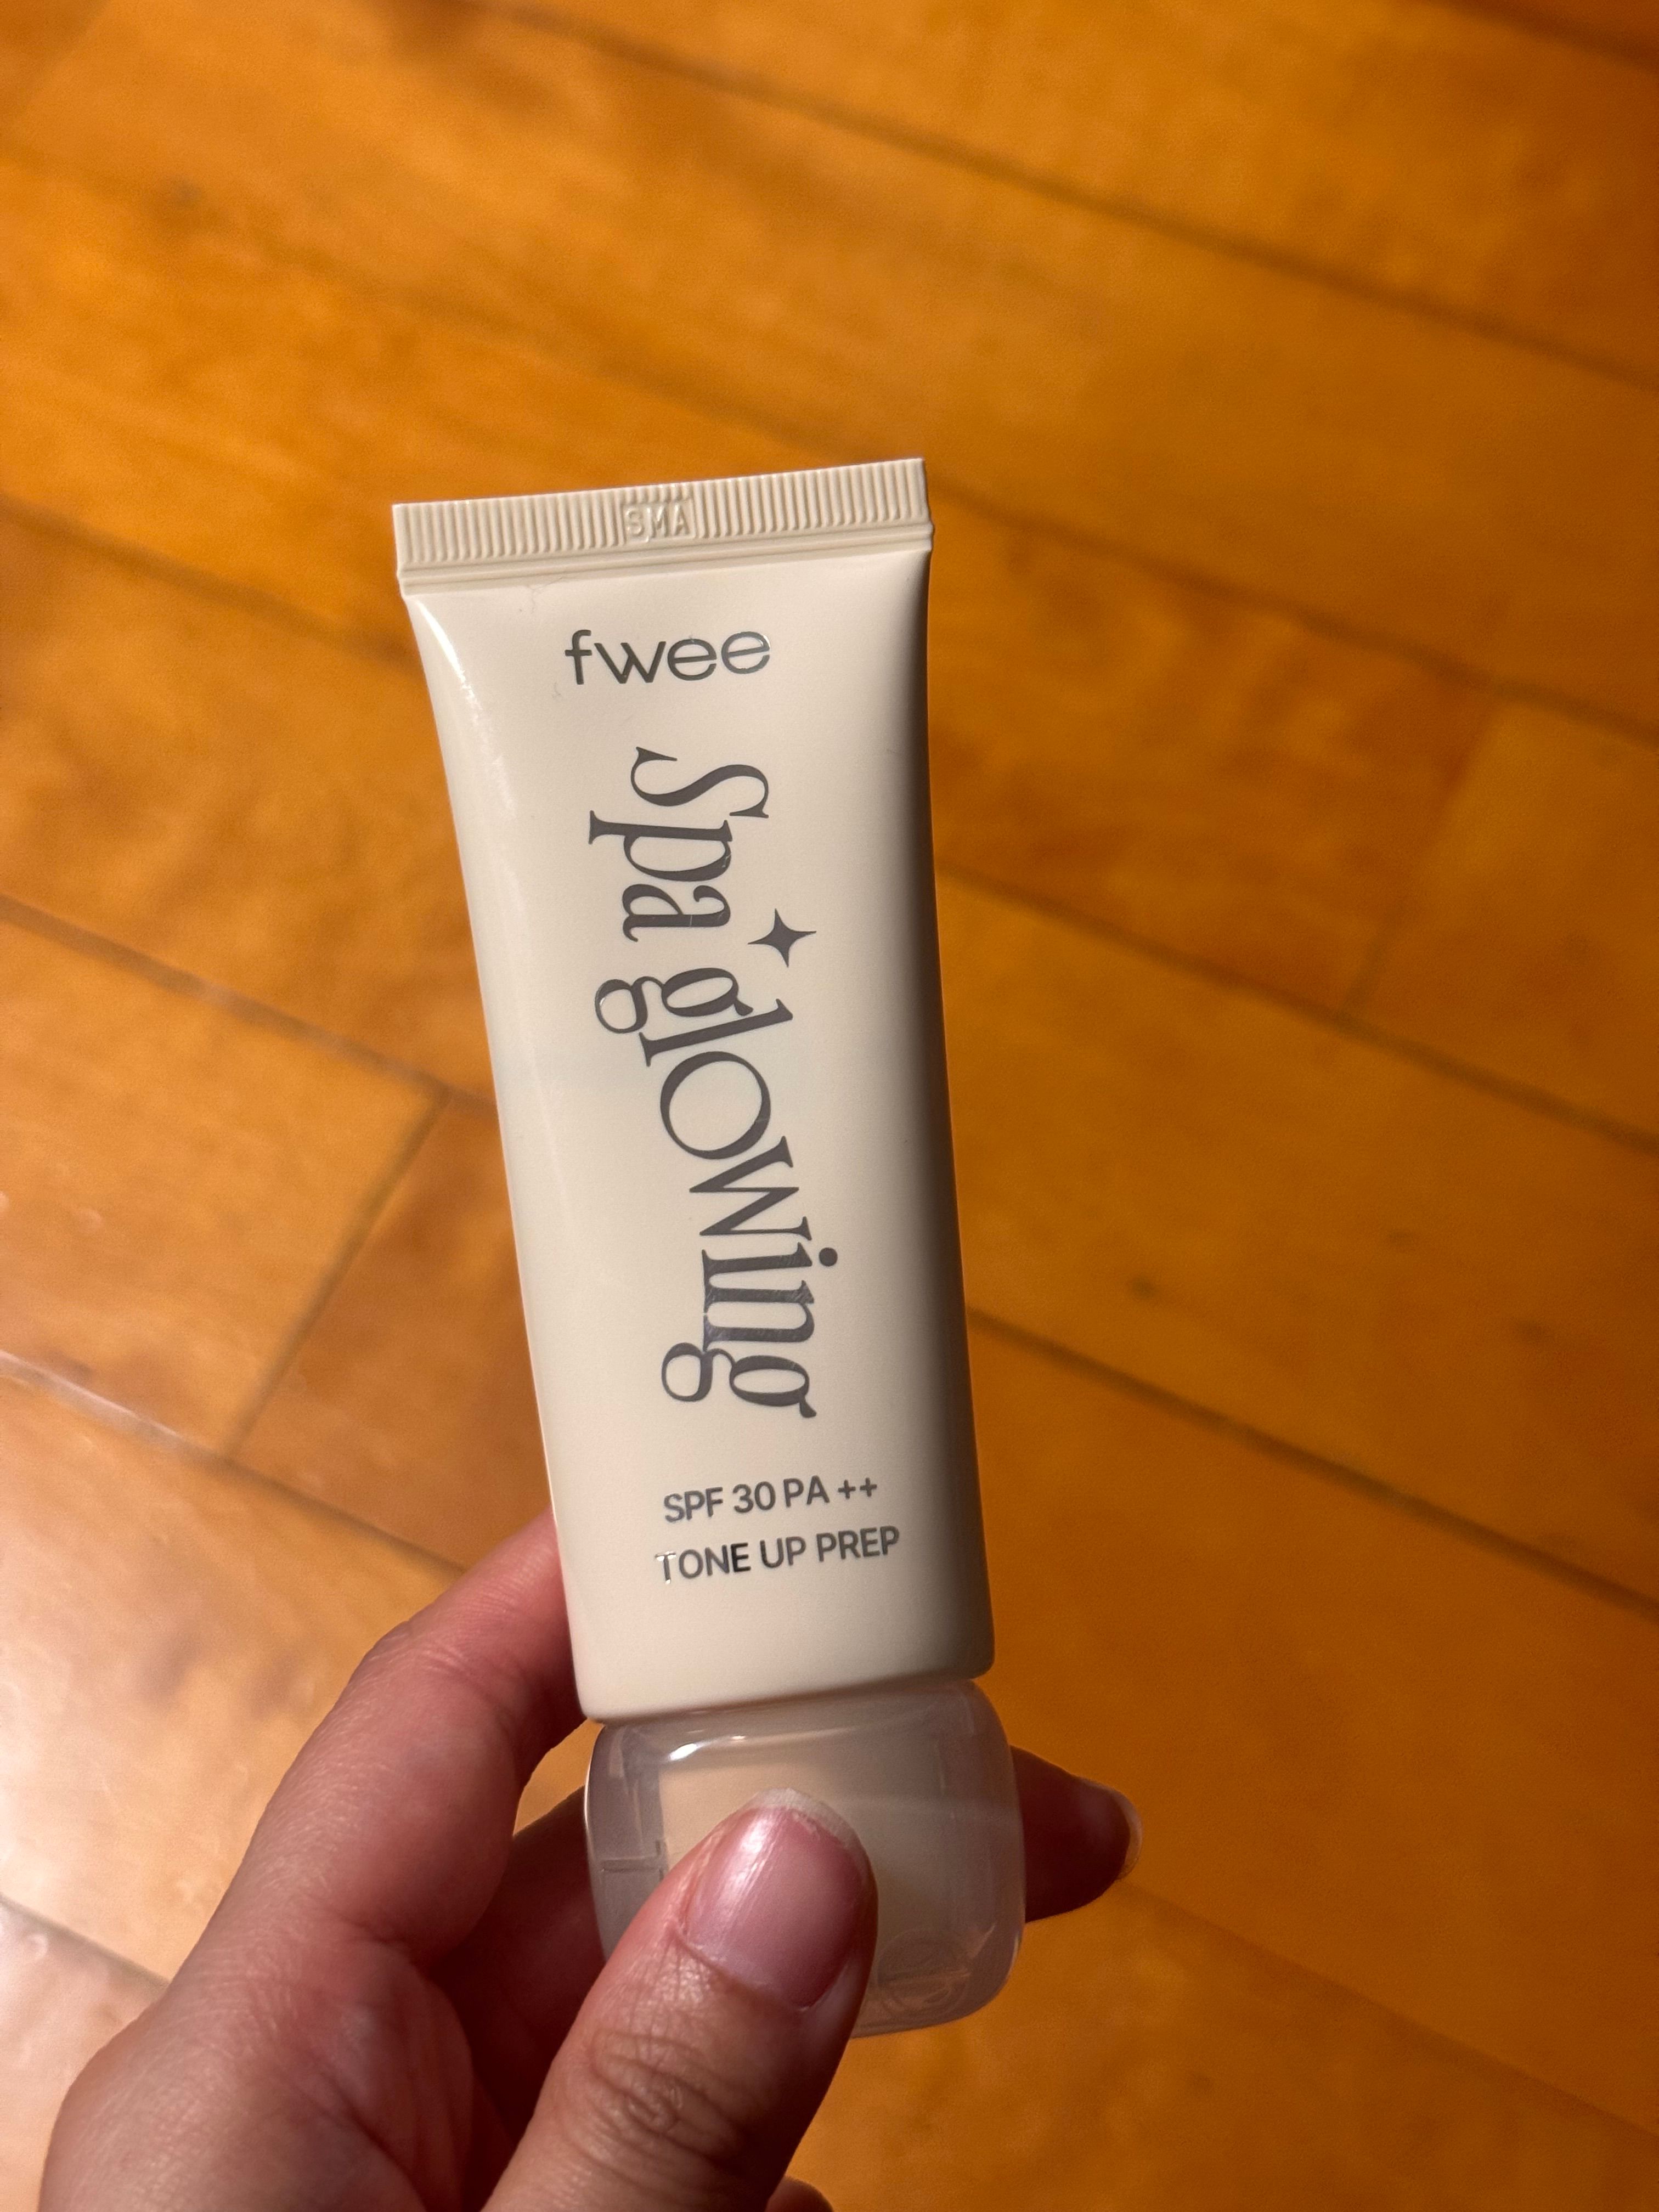 SMA
fwee
Spa glowing
SPF 30 PA ++
TONE UP PREP